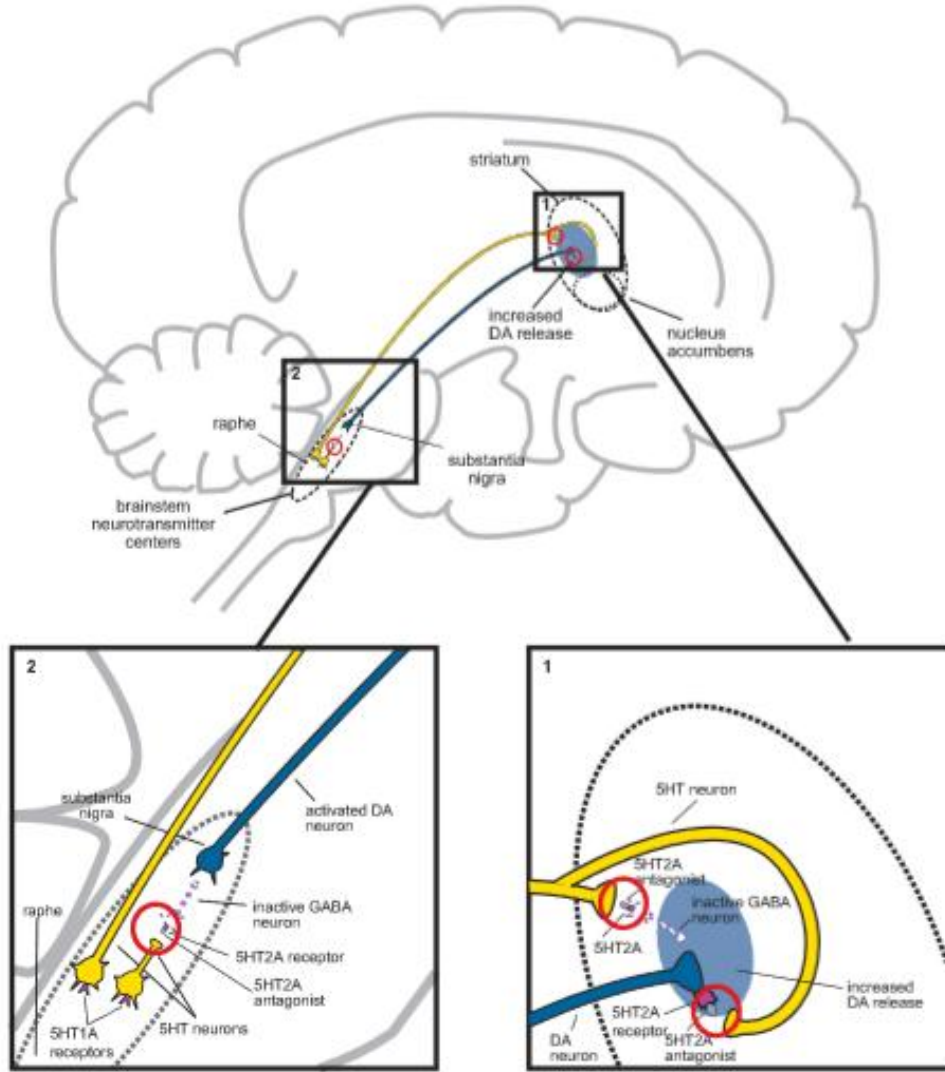 striatum
1
increased
DA release
nucleus
accumbens
2
raphe
substantia
nigra
brainstem
neurotransmitter
centers
2
substantia
nigra
activated DA
neuron
raphe
inactive GABA
neuron
5HT2A receptor
5HT2A
antagonist
5HT1A
receptors
5HT neurons
1
5HT neuron
5HT2A
antagonist
inactive GABA
neuron
5HT2A
increased
DA release
5HT2A
receptor
5HT2A
antagonist
DA
neuron